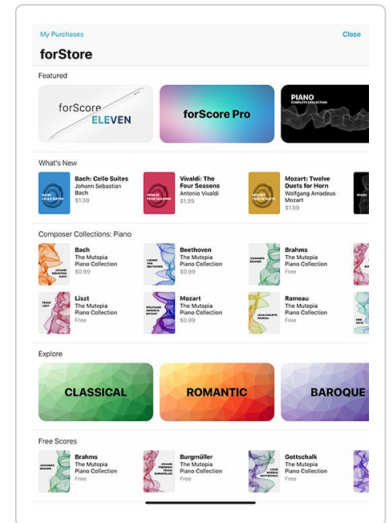 My Purchases
Close
forStore
Featured
forScore
ELEVEN
forScore Pro
PIANO
COMPLETE COLLECTION
What's New
Bach: Cello Suites
Johann Sebastian
Bach
$1.99
Vivaldi: The
Four Seasons
Antonio Vivaldi
$1.99
Mozart: Twelve
Duets for Horn
Wolfgang Amadeus
Mozart
$1.99
Composer Collections: Piano
Bach
The Mutopia
Piano Collection
$0.99
Beethoven
The Mutopia
Piano Collection
$0.99
Brahms
The Mutopia
Piano Collection
Free
Liszt
The Mutopia
Piano Collection
Free
Mozart
The Mutopia
Piano Collection
$0.99
Rameau
The Mutopia
Piano Collection
Free
Explore
CLASSICAL
ROMANTIC
BAROQUE
Free Scores
Brahms
The Mutopia
Piano Collection
Free
Burgmüller
The Mutopia
Piano Collection
Free
Gottschalk
The Mutopia
Piano Collection
Free